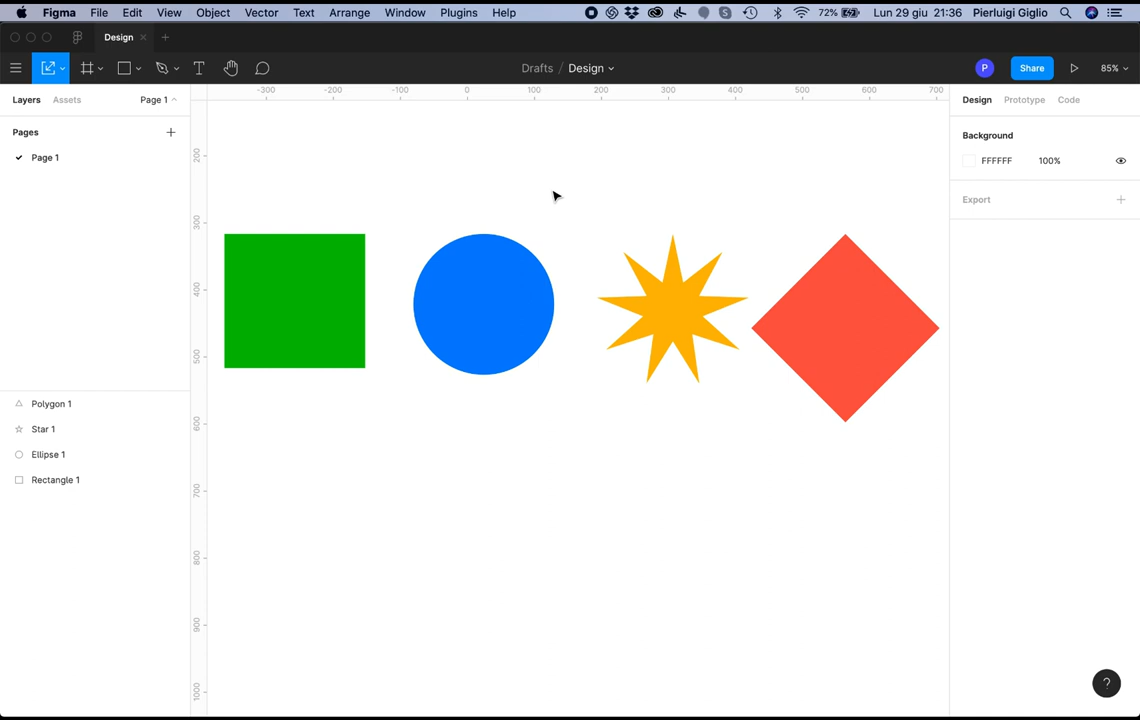 Figma File Edit View Object Vector Text Arrange Window Plugins Help 72% Lun 29 giu 21:36 Pierluigi Giglio
Design
Drafts / Design P Share 85%
Layers Assets Page 1 Design Prototype Code
-300 -200 -100 0 100 200 300 400 500 600 700
Pages
Page 1
Background
FFFFFF 100%
Export
200
300
400
500
600
700
800
900
1000
Polygon 1
Star 1
Ellipse 1
Rectangle 1
?